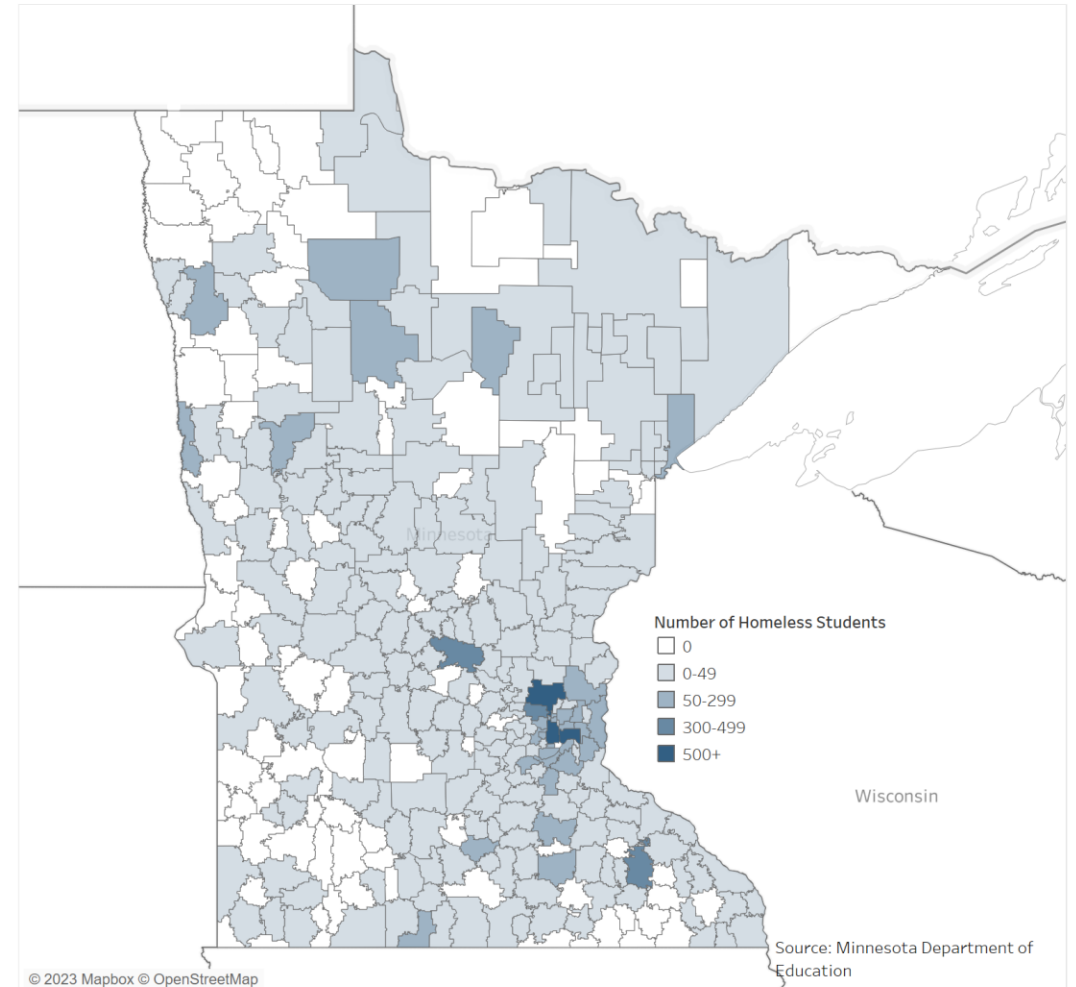 Minnesota
Number of Homeless Students
0
0-49
50-299
300-499
500+
Wisconsin
Source: Minnesota Department of
Education
© 2023 Mapbox © OpenStreetMap